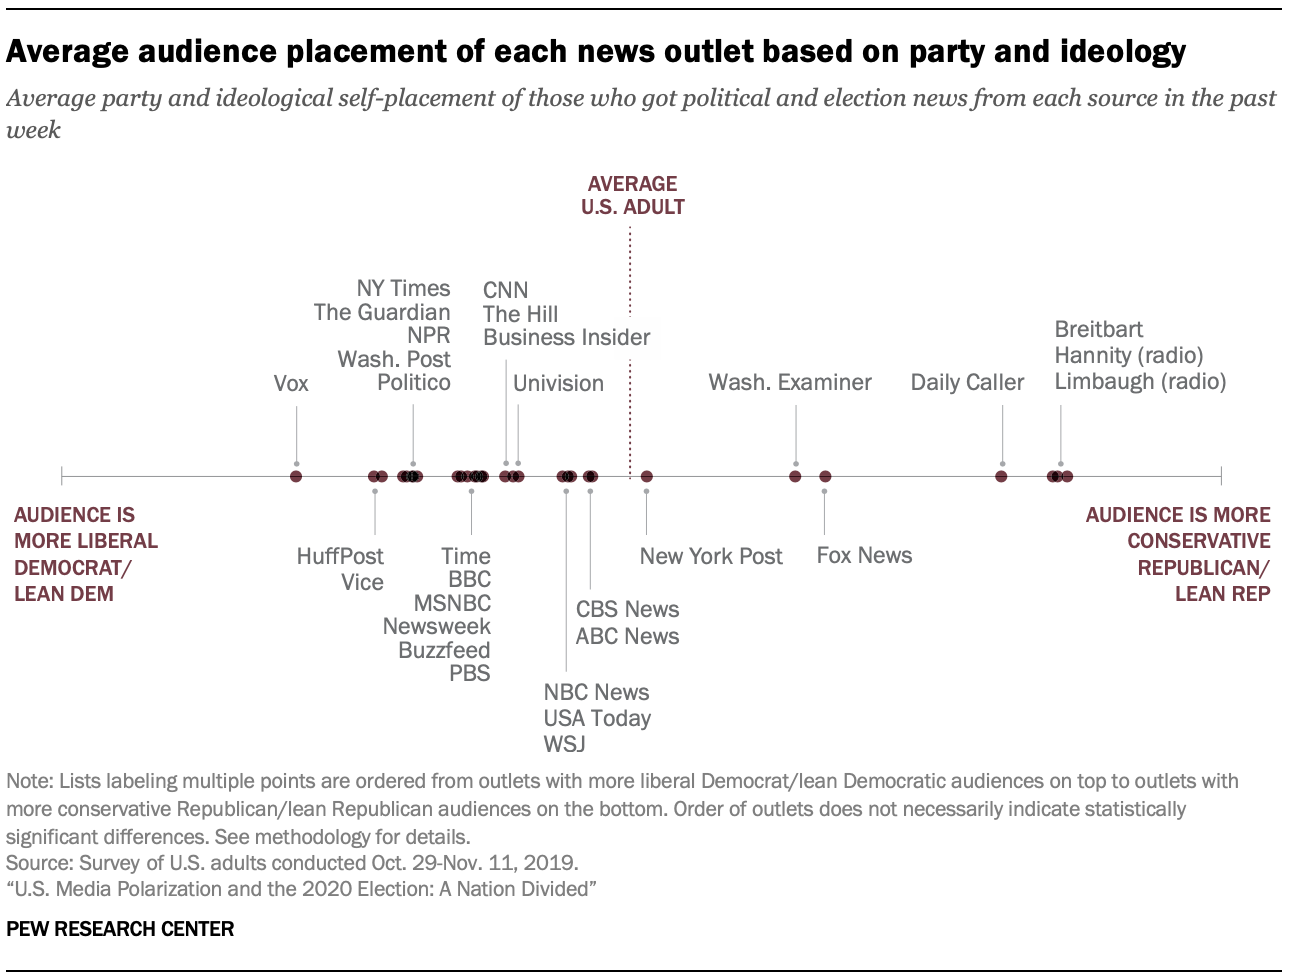 Average audience placement of each news outlet based on party and ideology
Average party and ideological self-placement of those who got political and election news from each source in the past
week
AVERAGE
U.S. ADULT
NY Times
The Guardian
NPR
Wash. Post
Politico
CNN
The Hill
Business Insider
Vox
Univision
Wash. Examiner
Daily Caller
Breitbart
Hannity (radio)
Limbaugh (radio)
AUDIENCE IS
MORE LIBERAL
DEMOCRAT/
LEAN DEM
HuffPost
Vice
Time
BBC
MSNBC
Newsweek
Buzzfeed
PBS
NBC News
USA Today
WSJ
CBS News
ABC News
New York Post
Fox News
AUDIENCE IS MORE
CONSERVATIVE
REPUBLICAN/
LEAN REP
Note: Lists labeling multiple points are ordered from outlets with more liberal Democrat/lean Democratic audiences on top to outlets with
more conservative Republican/lean Republican audiences on the bottom. Order of outlets does not necessarily indicate statistically
significant differences. See methodology for details.
Source: Survey of U.S. adults conducted Oct. 29-Nov. 11, 2019.
“U.S. Media Polarization and the 2020 Election: A Nation Divided”
PEW RESEARCH CENTER